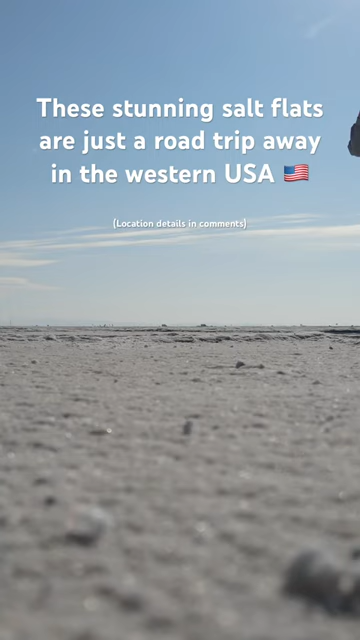 These stunning salt flats
are just a road trip away
in the western USA 🇺🇸
(Location details in comments)